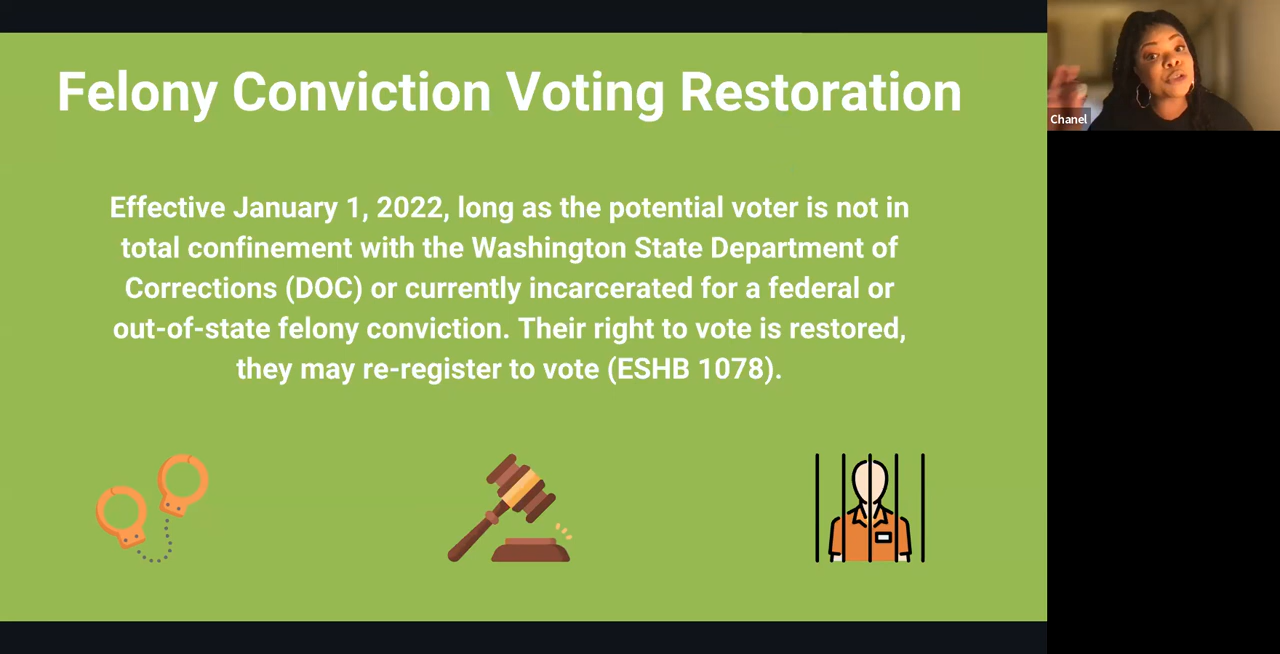 Felony Conviction Voting Restoration
Effective January 1, 2022, long as the potential voter is not in
total confinement with the Washington State Department of
Corrections (DOC) or currently incarcerated for a federal or
out-of-state felony conviction. Their right to vote is restored,
they may re-register to vote (ESHB 1078).
Chanel